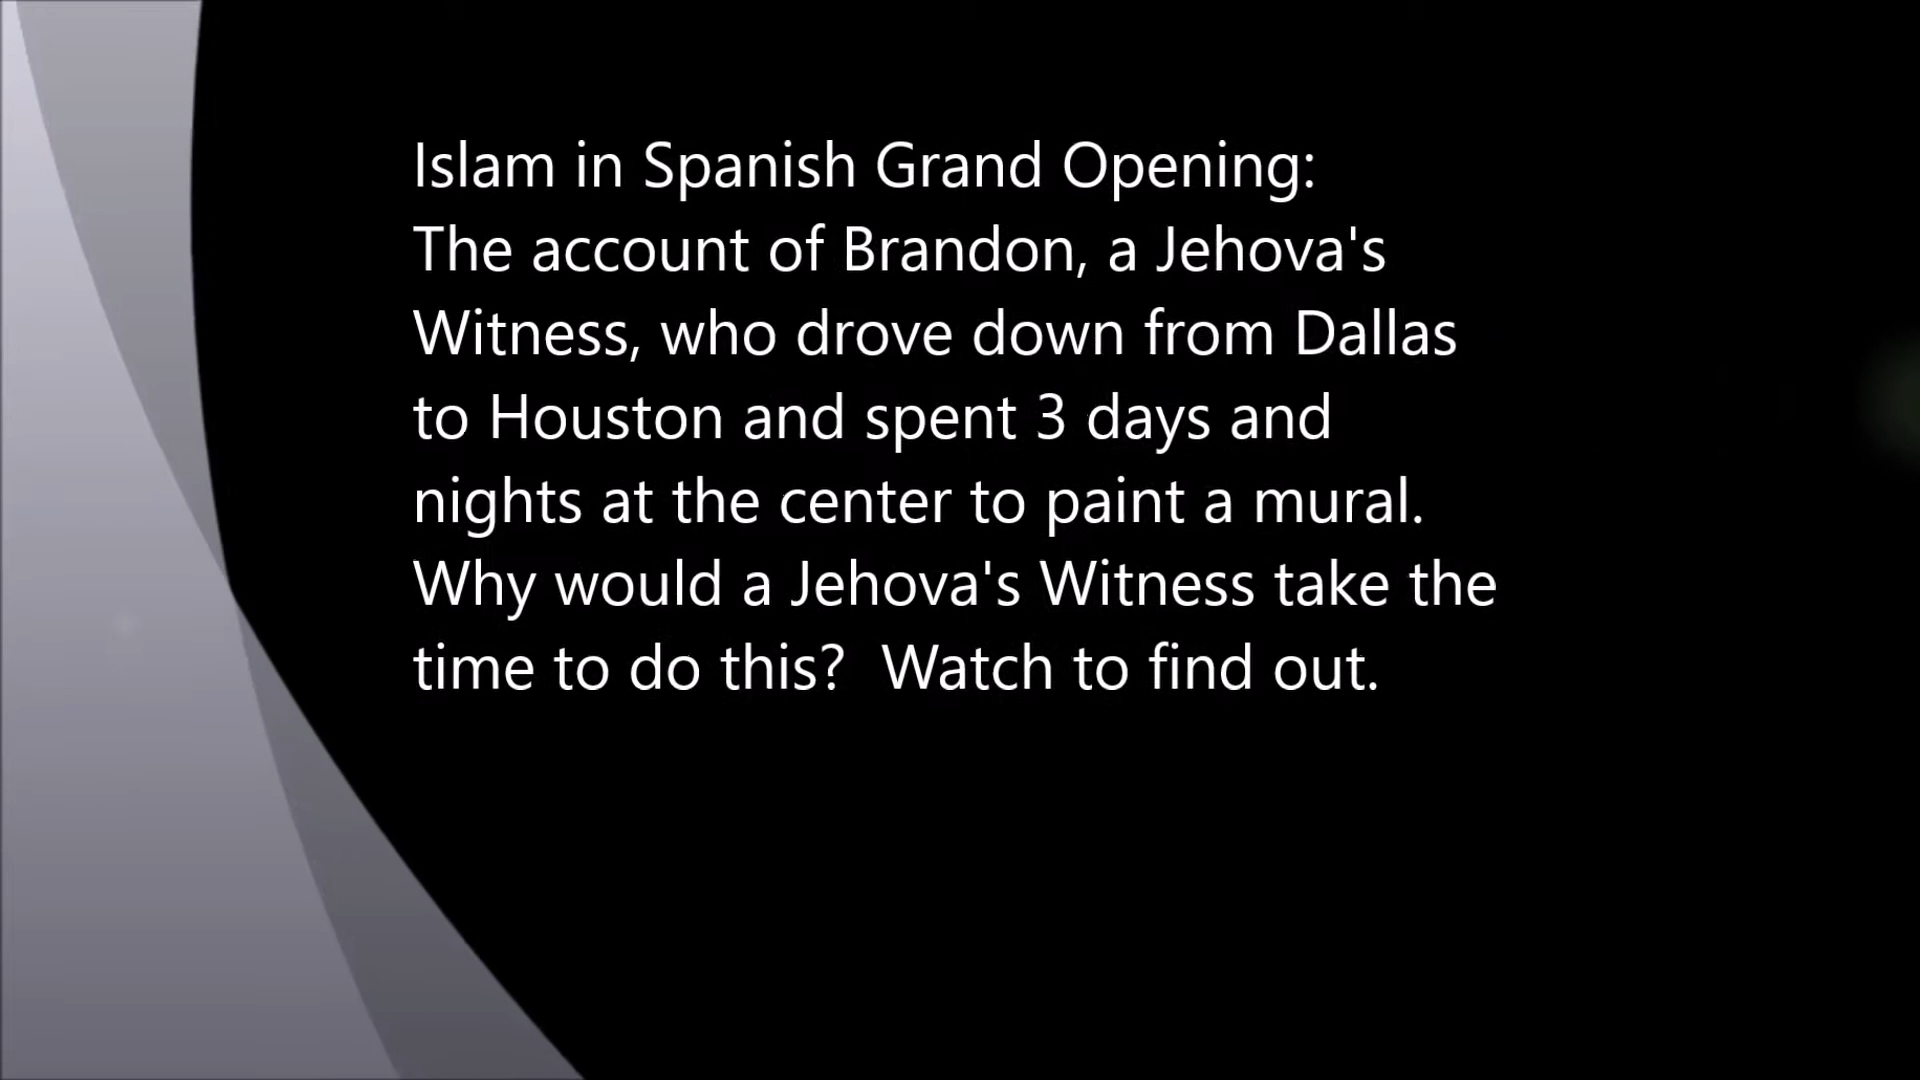 Islam in Spanish Grand Opening:
The account of Brandon, a Jehova's
Witness, who drove down from Dallas
to Houston and spent 3 days and
nights at the center to paint a mural.
Why would a Jehova's Witness take the
time to do this?  Watch to find out.